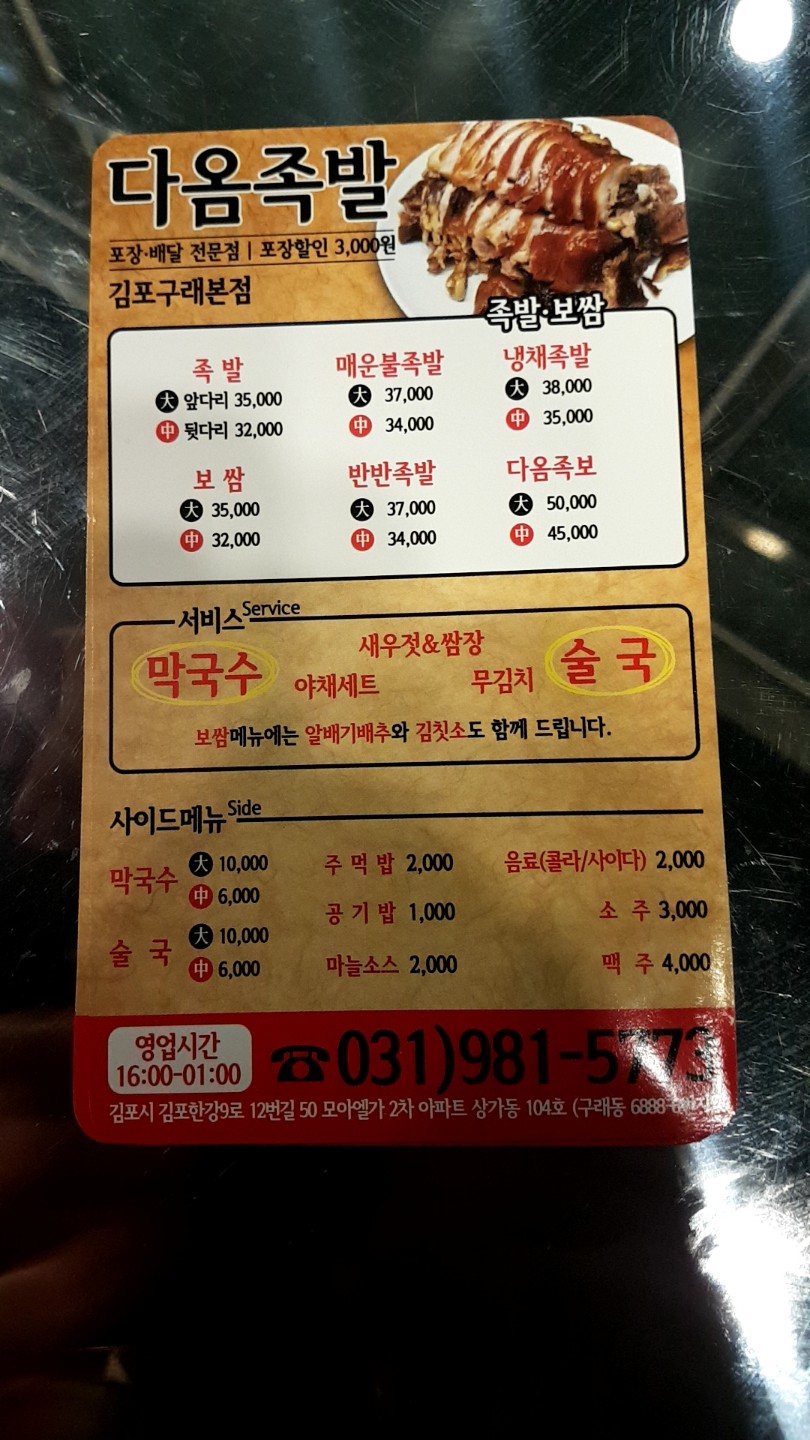 다옴족발
포장·배달 전문점 | 포장할인 3,000원
김포구래본점
족발·보쌈
족 발 매운불족발 냉채족발
大 앞다리 35,000 大 37,000 大 38,000
中 뒷다리 32,000 中 34,000 中 35,000
보 쌈 반반족발 다옴족보
大 35,000 大 37,000 大 50,000
中 32,000 中 34,000 中 45,000
서비스 Service
새우젓&쌈장
막국수 야채세트 무김치 술 국
보쌈메뉴에는 알배기배추와 김칫소도 함께 드립니다.
사이드메뉴 Side
막국수 大 10,000 주 먹 밥 2,000 음료(콜라/사이다) 2,000
中 6,000 공 기 밥 1,000 소 주 3,000
술 국 大 10,000
中 6,000 마늘소스 2,000 맥 주 4,000
영업시간
16:00-01:00
☎031)981-5773
김포시 김포한강9로 12번길 50 모아엘가 2차 아파트 상가동 104호 (구래동